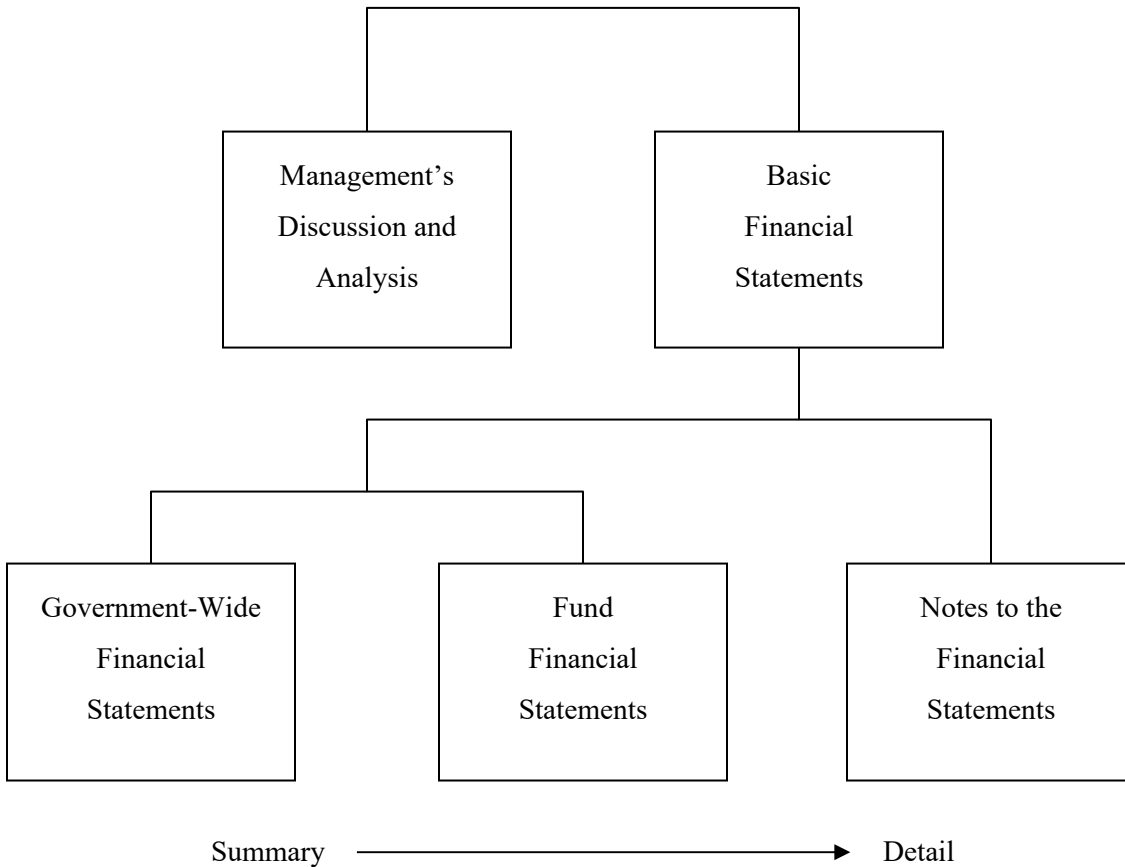 Management’s
Discussion and
Analysis
Basic
Financial
Statements
Government-Wide
Financial
Statements
Fund
Financial
Statements
Notes to the
Financial
Statements
Summary
Detail